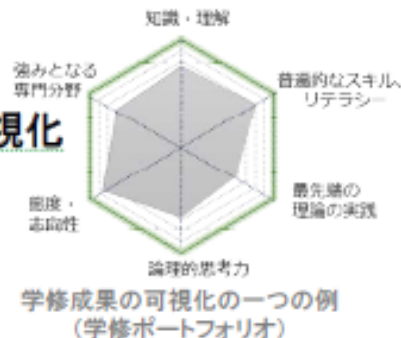 知識・理解
強みとなる
専門分野
普遍的なスキル、
リテラシー
視化
態度・
志向性
最先端の
理論の実践
論理的思考力
学修成果の可視化の一つの例
（学修ポートフォリオ）